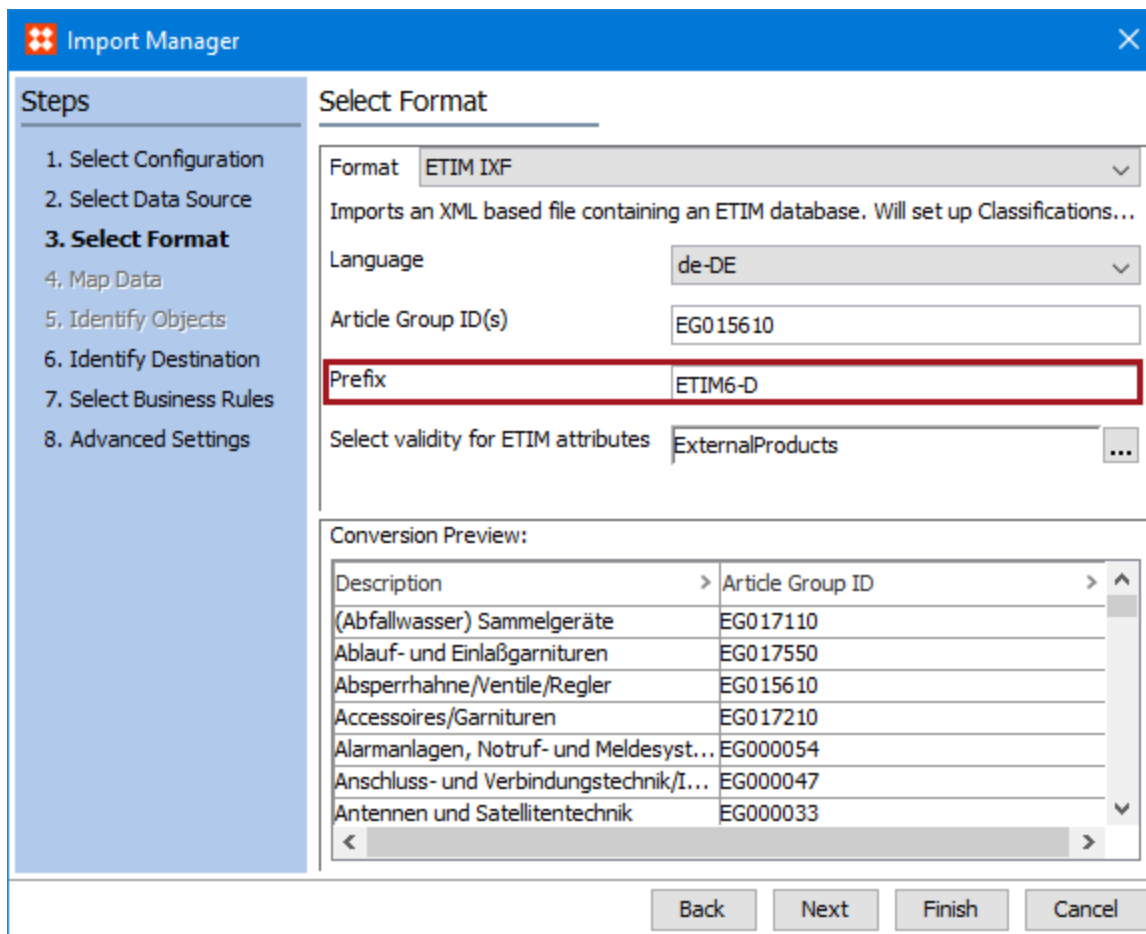 Import Manager
Steps
1. Select Configuration
2. Select Data Source
3. Select Format
4. Map Data
5. Identify Objects
6. Identify Destination
7. Select Business Rules
8. Advanced Settings
Select Format
Format ETIM IXF
Imports an XML based file containing an ETIM database. Will set up Classifications...
Language de-DE
Article Group ID(s) EG015610
Prefix ETIM6-D
Select validity for ETIM attributes ExternalProducts ...
Conversion Preview:
Description > Article Group ID >
(Abfallwasser) Sammelgeräte EG017110
Ablauf- und Einlaßgarnituren EG017550
Absperrhahne/Ventile/Regler EG015610
Accessoires/Garnituren EG017210
Alarmanlagen, Notruf- und Meldesyst... EG000054
Anschluss- und Verbindungstechnik/I... EG000047
Antennen und Satellitentechnik EG000033
Back Next Finish Cancel